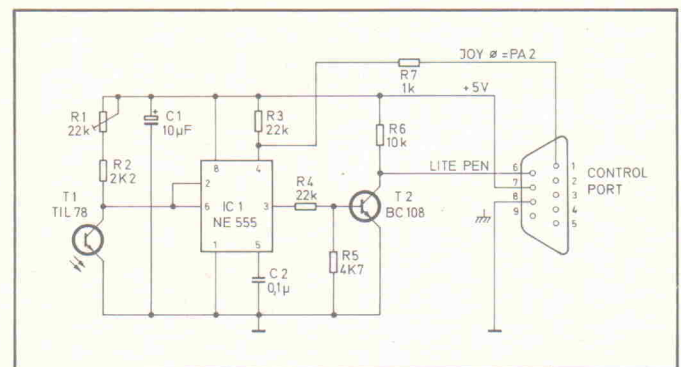 JOY Ø = PA2
R7
1k
+5V
R1
22k
C1
10µF
R3
22k
R6
10k
R2
2K2
8
4
LITE PEN
6
1
7
2
8
3
9
4
5
CONTROL
PORT
T1
TIL 78
2
6
IC 1
NE 555
3
R4
22k
T2
BC 108
1
5
R5
4K7
C2
0,1µ